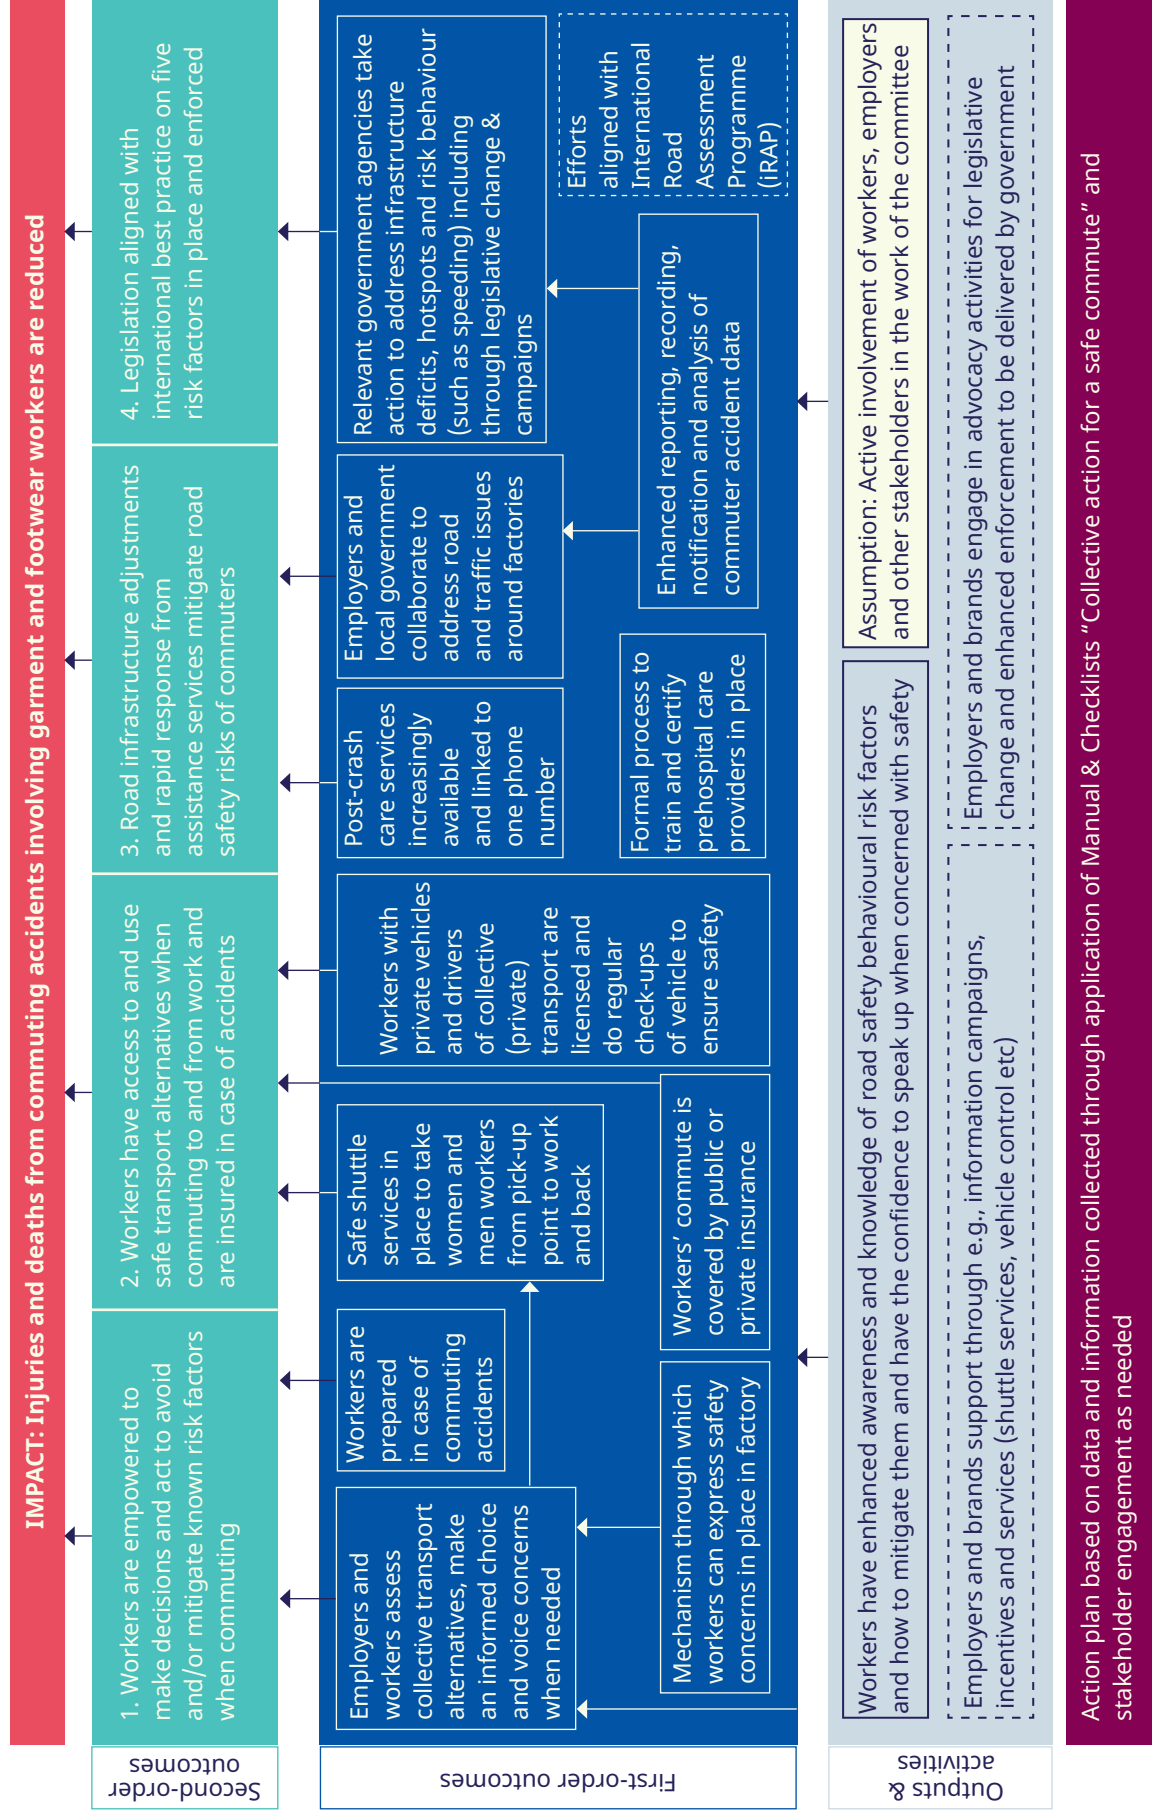 IMPACT: Injuries and deaths from commuting accidents involving garment and footwear workers are reduced
Second-order
outcomes
1. Workers are empowered to
make decisions and act to avoid
and/or mitigate known risk factors
when commuting
2. Workers have access to and use
safe transport alternatives when
commuting to and from work and
are insured in case of accidents
3. Road infrastructure adjustments
and rapid response from
assistance services mitigate road
safety risks of commuters
4. Legislation aligned with
international best practice on five
risk factors in place and enforced
First-order outcomes
Employers and
workers assess
collective transport
alternatives, make
an informed choice
and voice concerns
when needed
Workers are
prepared
in case of
commuting
accidents
Safe shuttle
services in
place to take
women and
men workers
from pick-up
point to work
and back
Workers with
private vehicles
and drivers
of collective
(private)
transport are
licensed and
do regular
check-ups
of vehicle to
ensure safety
Post-crash
care services
increasingly
available
and linked to
one phone
number
Employers and
local government
collaborate to
address road
and traffic issues
around factories
Relevant government agencies take
action to address infrastructure
deficits, hotspots and risk behaviour
(such as speeding) including
through legislative change &
campaigns
Mechanism through which
workers can express safety
concerns in place in factory
Workers’ commute is
covered by public or
private insurance
Formal process to
train and certify
prehospital care
providers in place
Enhanced reporting, recording,
notification and analysis of
commuter accident data
Efforts
aligned with
International
Road
Assessment
Programme
(iRAP)
Outputs &
activities
Workers have enhanced awareness and knowledge of road safety behavioural risk factors
and how to mitigate them and have the confidence to speak up when concerned with safety
Assumption: Active involvement of workers, employers
and other stakeholders in the work of the committee
Employers and brands support through e.g., information campaigns,
incentives and services (shuttle services, vehicle control etc)
Employers and brands engage in advocacy activities for legislative
change and enhanced enforcement to be delivered by government
Action plan based on data and information collected through application of Manual & Checklists “Collective action for a safe commute” and
stakeholder engagement as needed